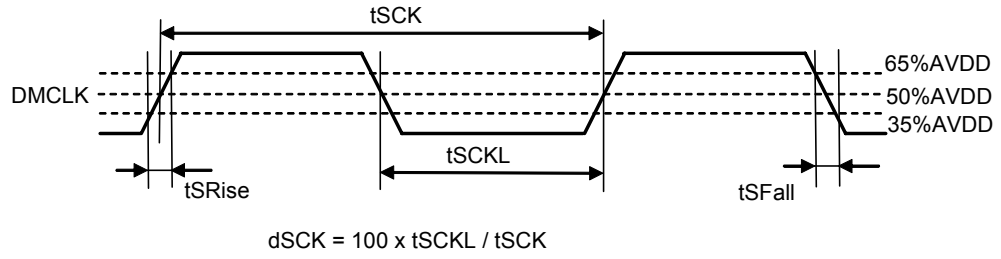 tSCK
65%AVDD
DMCLK
50%AVDD
35%AVDD
tSCKL
tSRise
tSFall
dSCK = 100 x tSCKL / tSCK